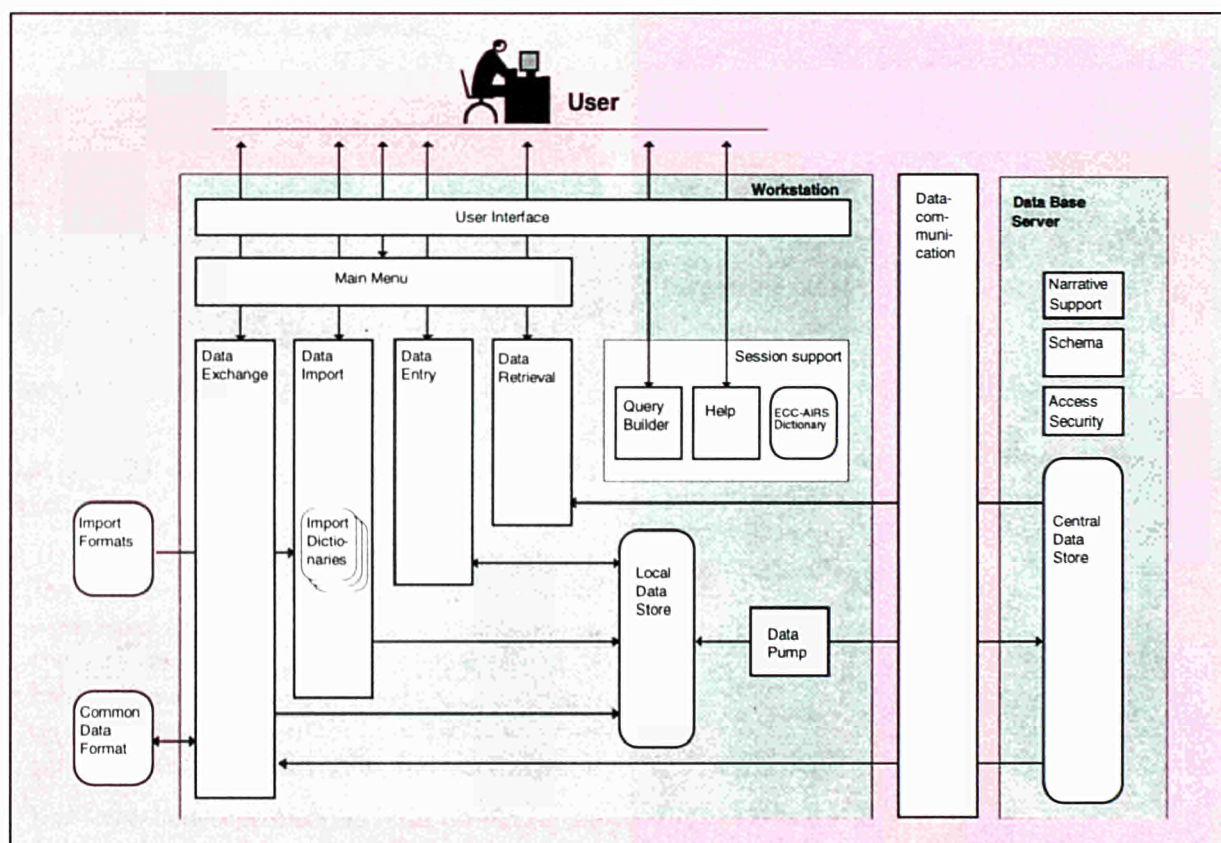 User
Workstation
User Interface
Main Menu
Data
Exchange
Data
Import
Data
Entry
Data
Retrieval
Session support
Query
Builder
Help
ECC-AIRS
Dictionary
Data-
com-
muni-
cation
Data Base
Server
Narrative
Support
Schema
Access
Security
Import
Formats
Import
Dictio-
naries
Local
Data
Store
Central
Data
Store
Data
Pump
Common
Data
Format